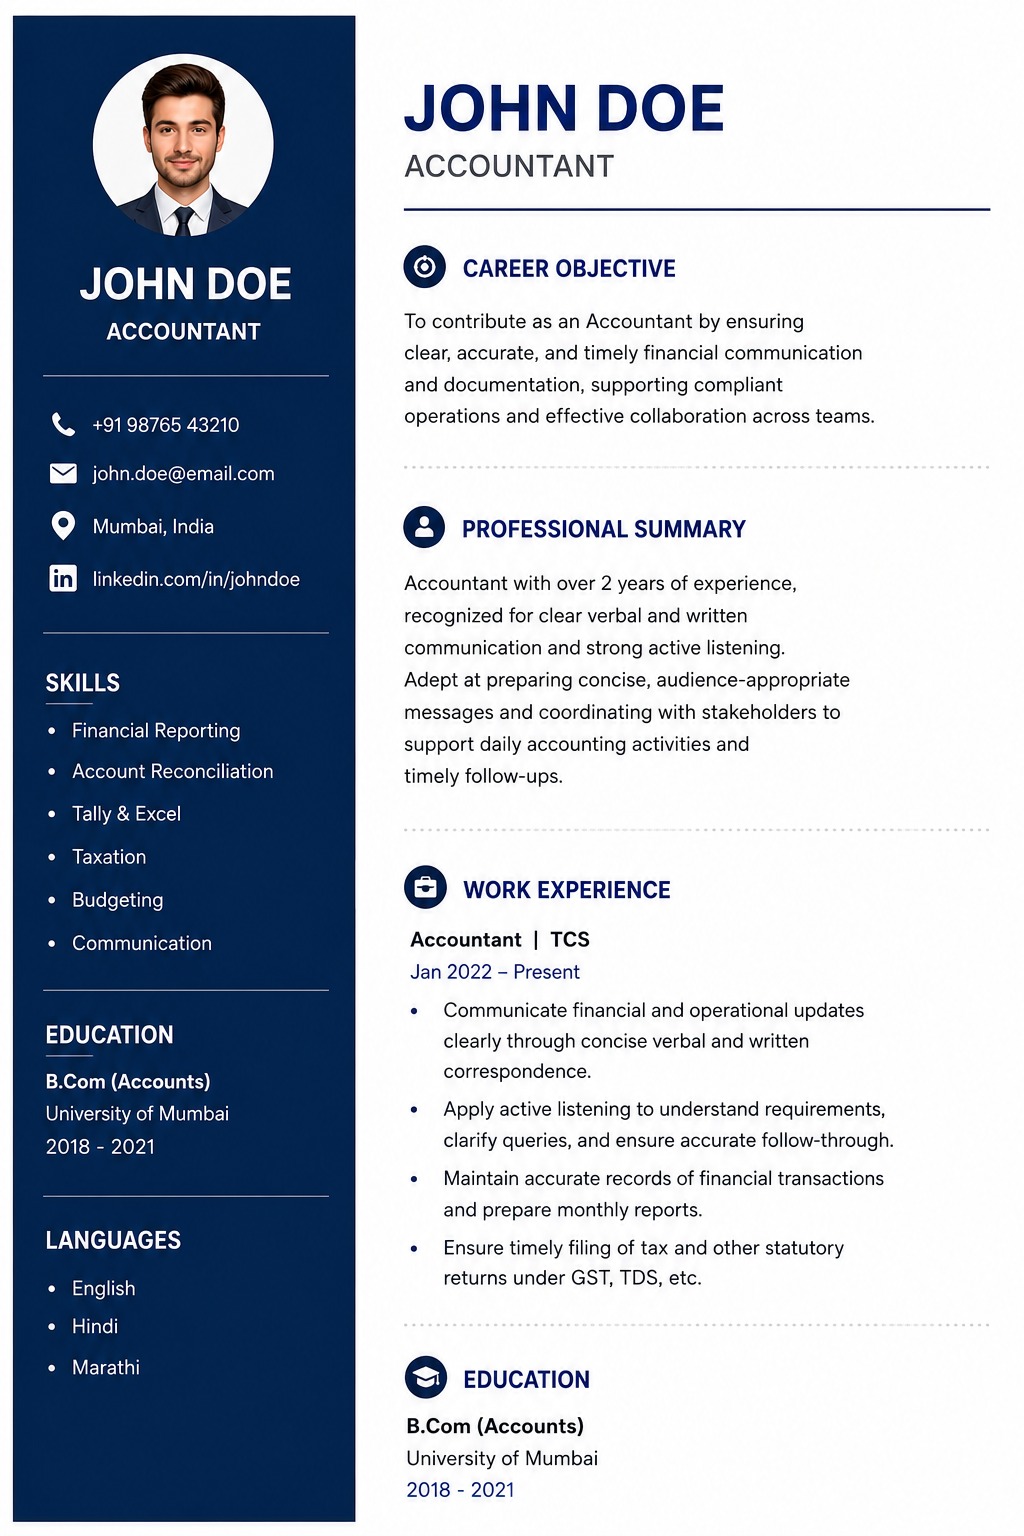 JOHN DOE
ACCOUNTANT
+91 98765 43210
john.doe@email.com
Mumbai, India
in linkedin.com/in/johndoe
SKILLS
• Financial Reporting
• Account Reconciliation
• Tally & Excel
• Taxation
• Budgeting
• Communication
EDUCATION
B.Com (Accounts)
University of Mumbai
2018 - 2021
LANGUAGES
• English
• Hindi
• Marathi
JOHN DOE
ACCOUNTANT
CAREER OBJECTIVE
To contribute as an Accountant by ensuring
clear, accurate, and timely financial communication
and documentation, supporting compliant
operations and effective collaboration across teams.
PROFESSIONAL SUMMARY
Accountant with over 2 years of experience,
recognized for clear verbal and written
communication and strong active listening.
Adept at preparing concise, audience-appropriate
messages and coordinating with stakeholders to
support daily accounting activities and
timely follow-ups.
WORK EXPERIENCE
Accountant | TCS
Jan 2022 – Present
• Communicate financial and operational updates
clearly through concise verbal and written
correspondence.
• Apply active listening to understand requirements,
clarify queries, and ensure accurate follow-through.
• Maintain accurate records of financial transactions
and prepare monthly reports.
• Ensure timely filing of tax and other statutory
returns under GST, TDS, etc.
EDUCATION
B.Com (Accounts)
University of Mumbai
2018 - 2021